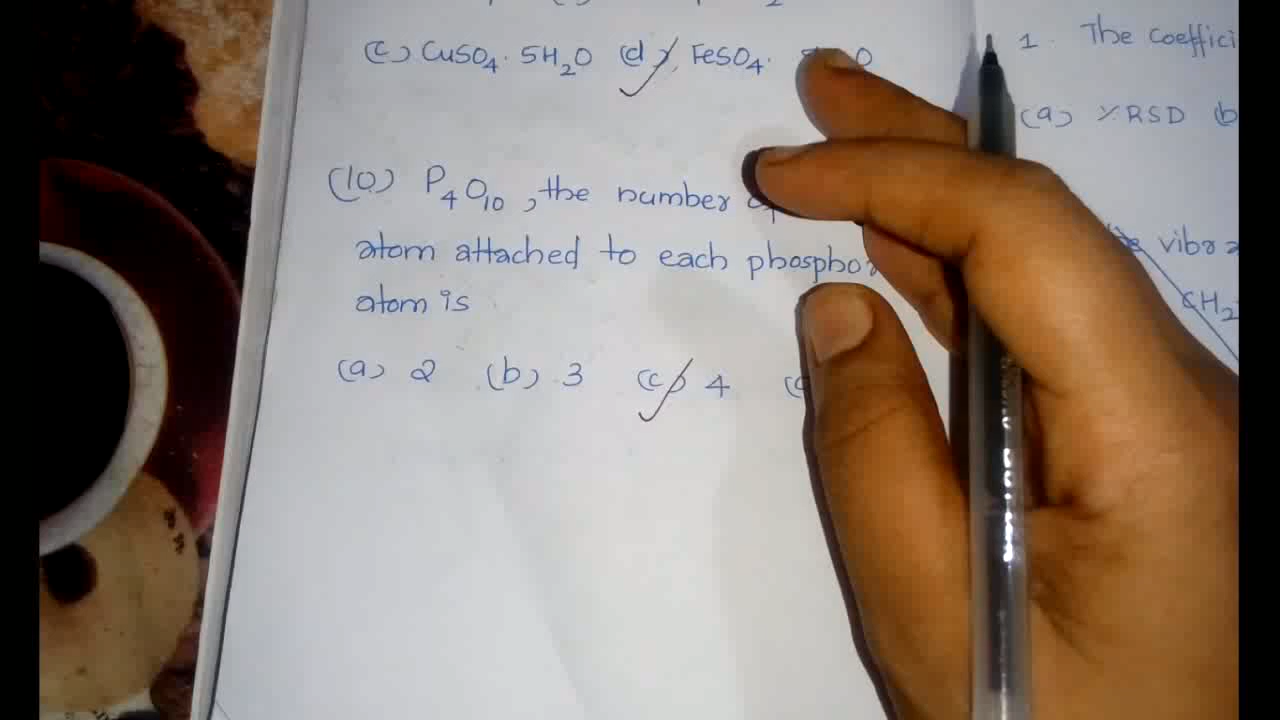 (c) CuSO4. 5H2O (d) FeSO4. O
(10) P4O10, the number
atom attached to each phosphor
atom is
(a) 2 (b) 3 (c) 4
1. The coeffici
(a) % RSD (b
vibra
CH2